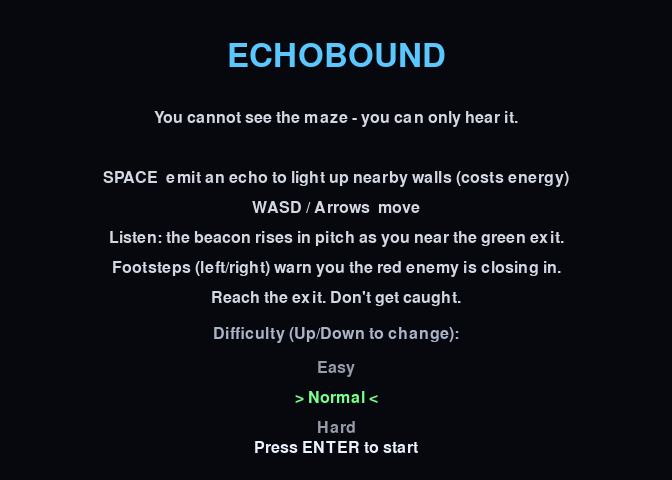 ECHOBOUND
You cannot see the maze - you can only hear it.
SPACE  emit an echo to light up nearby walls (costs energy)
WASD / Arrows  move
Listen: the beacon rises in pitch as you near the green exit.
Footsteps (left/right) warn you the red enemy is closing in.
Reach the exit. Don't get caught.
Difficulty (Up/Down to change):
Easy
> Normal <
Hard
Press ENTER to start